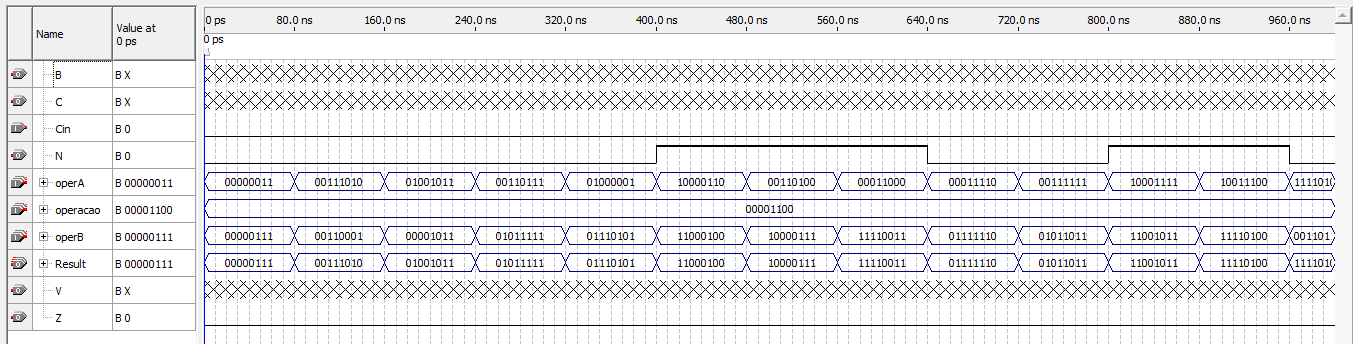 Name Value at 0 ps
0 ps 80.0 ns 160.0 ns 240.0 ns 320.0 ns 400.0 ns 480.0 ns 560.0 ns 640.0 ns 720.0 ns 800.0 ns 880.0 ns 960.0 ns
0 ps
B B X
C B X
Cin B 0
N B 0
operA B 00000011 00000011 00111010 01001011 00110111 01000001 10000110 00110100 00011000 00011110 00111111 10001111 10011100 1111010
operacao B 00001100 00001100
operB B 00000111 00000111 00110001 00001011 01011111 01110101 11000100 10000111 11110011 01111110 01011011 11001011 11110100 001101
Result B 00000111 00000111 00111010 01001011 01011111 01110101 11000100 10000111 11110011 01111110 01011011 11001011 11110100 1111010
V B X
Z B 0